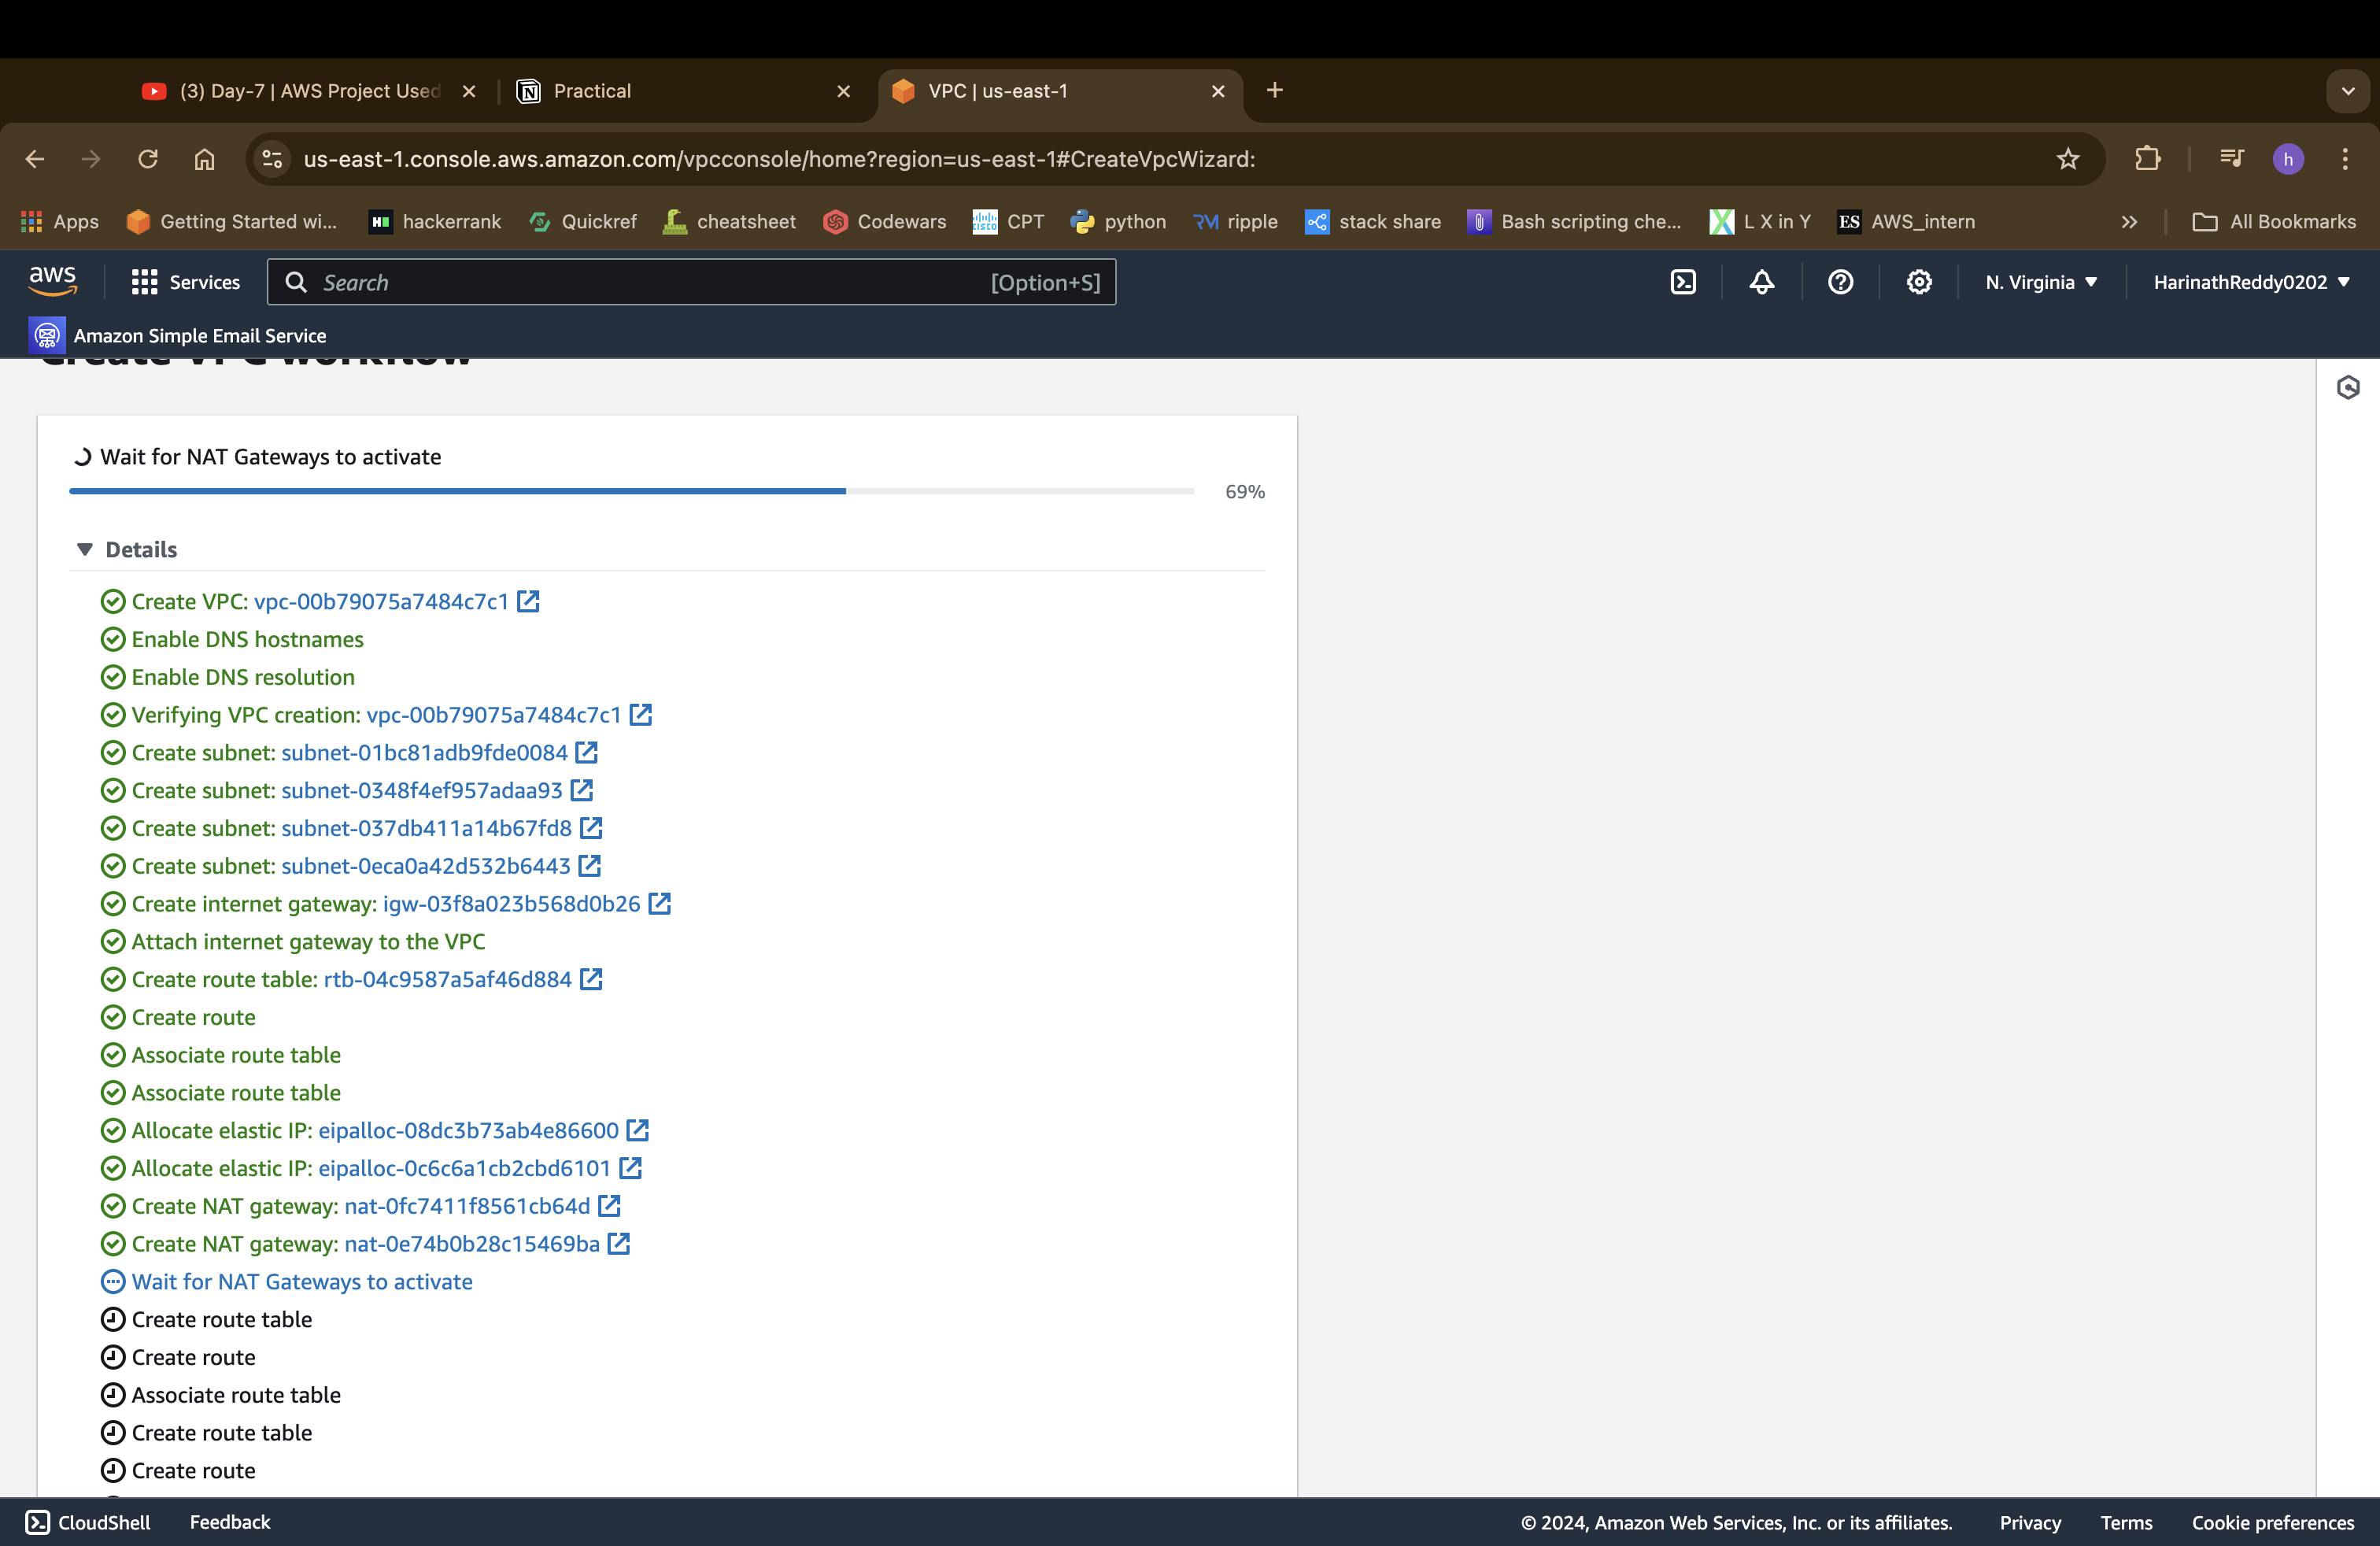 (3) Day-7 | AWS Project Used
Practical
VPC | us-east-1
us-east-1.console.aws.amazon.com/vpcconsole/home?region=us-east-1#CreateVpcWizard:
h
Apps
Getting Started wi...
hackerrank
Quickref
cheatsheet
Codewars
CPT
python
ripple
stack share
Bash scripting che...
L X in Y
ES AWS_intern
All Bookmarks
aws
Services
Search
[Option+S]
N. Virginia
HarinathReddy0202
Amazon Simple Email Service
Create VPC workflow
Wait for NAT Gateways to activate
69%
Details
Create VPC: vpc-00b79075a7484c7c1
Enable DNS hostnames
Enable DNS resolution
Verifying VPC creation: vpc-00b79075a7484c7c1
Create subnet: subnet-01bc81adb9fde0084
Create subnet: subnet-0348f4ef957adaa93
Create subnet: subnet-037db411a14b67fd8
Create subnet: subnet-0eca0a42d532b6443
Create internet gateway: igw-03f8a023b568d0b26
Attach internet gateway to the VPC
Create route table: rtb-04c9587a5af46d884
Create route
Associate route table
Associate route table
Allocate elastic IP: eipalloc-08dc3b73ab4e86600
Allocate elastic IP: eipalloc-0c6c6a1cb2cbd6101
Create NAT gateway: nat-0fc7411f8561cb64d
Create NAT gateway: nat-0e74b0b28c15469ba
Wait for NAT Gateways to activate
Create route table
Create route
Associate route table
Create route table
Create route
CloudShell
Feedback
© 2024, Amazon Web Services, Inc. or its affiliates.
Privacy
Terms
Cookie preferences